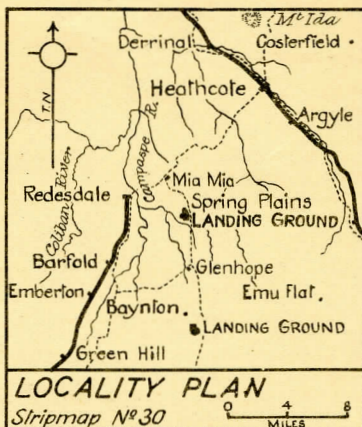 Mt Ida
Derrinal
Costerfield
Heathcote
Argyle
T.N
Campaspe R.
Coliban River
Mia Mia
Redesdale
Spring Plains
LANDING GROUND
Barfold
Glenhope
Emberton
Emu Flat.
Baynton
LANDING GROUND
Green Hill
LOCALITY PLAN
Stripmap No 30
0 4 8
MILES